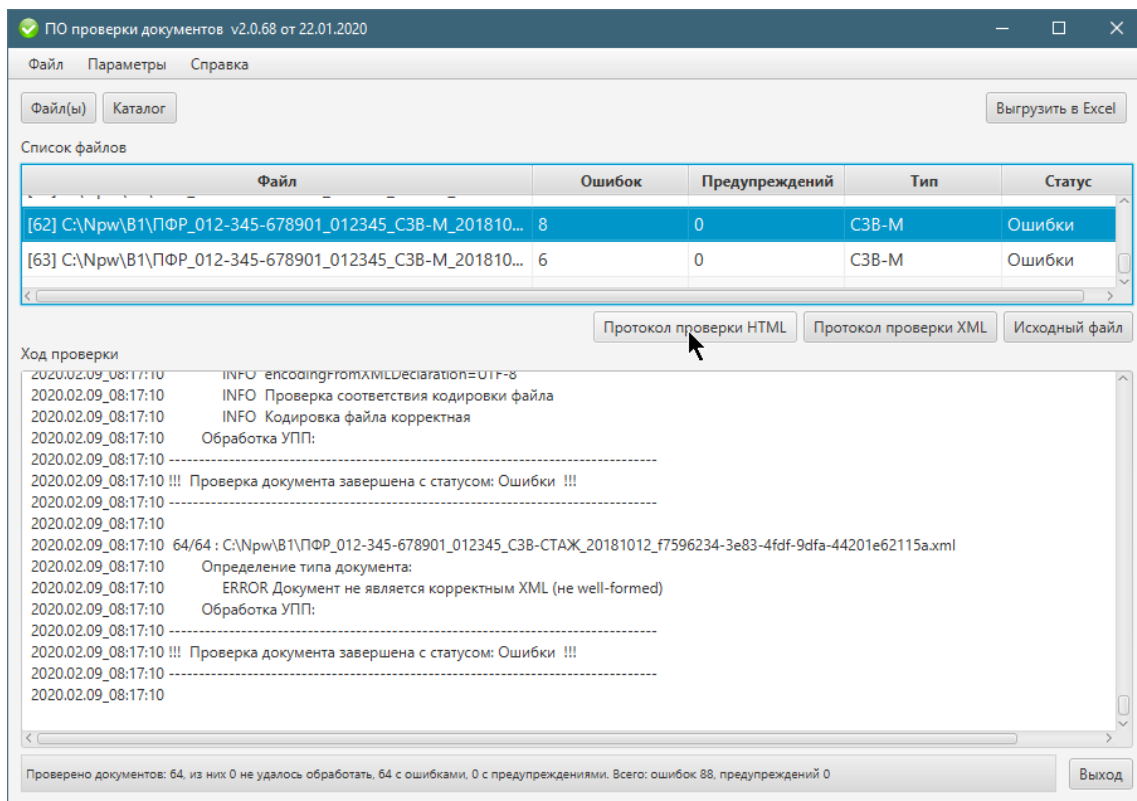 ПО проверки документов v2.0.68 от 22.01.2020
Файл Параметры Справка
Файл(ы) Каталог Выгрузить в Excel
Список файлов
Файл Ошибок Предупреждений Тип Статус
[62] C:\Npw\B1\ПФР_012-345-678901_012345_СЗВ-М_201810... 8 0 СЗВ-М Ошибки
[63] C:\Npw\B1\ПФР_012-345-678901_012345_СЗВ-М_201810... 6 0 СЗВ-М Ошибки
Протокол проверки HTML Протокол проверки XML Исходный файл
Ход проверки
2020.02.09_08:17:10 INFO encodingFromXMLDeclaration=UTF-8
2020.02.09_08:17:10 INFO Проверка соответствия кодировки файла
2020.02.09_08:17:10 INFO Кодировка файла корректная
2020.02.09_08:17:10 Обработка УПП:
2020.02.09_08:17:10 --------------------------------------------------------------------------------
2020.02.09_08:17:10 !!! Проверка документа завершена с статусом: Ошибки !!!
2020.02.09_08:17:10 --------------------------------------------------------------------------------
2020.02.09_08:17:10
2020.02.09_08:17:10 64/64 : C:\Npw\B1\ПФР_012-345-678901_012345_СЗВ-СТАЖ_20181012_f7596234-3e83-4fdf-9dfa-44201e62115a.xml
2020.02.09_08:17:10 Определение типа документа:
2020.02.09_08:17:10 ERROR Документ не является корректным XML (не well-formed)
2020.02.09_08:17:10 Обработка УПП:
2020.02.09_08:17:10 --------------------------------------------------------------------------------
2020.02.09_08:17:10 !!! Проверка документа завершена с статусом: Ошибки !!!
2020.02.09_08:17:10 --------------------------------------------------------------------------------
2020.02.09_08:17:10
Проверено документов: 64, из них 0 не удалось обработать, 64 с ошибками, 0 с предупреждениями. Всего: ошибок 88, предупреждений 0
Выход